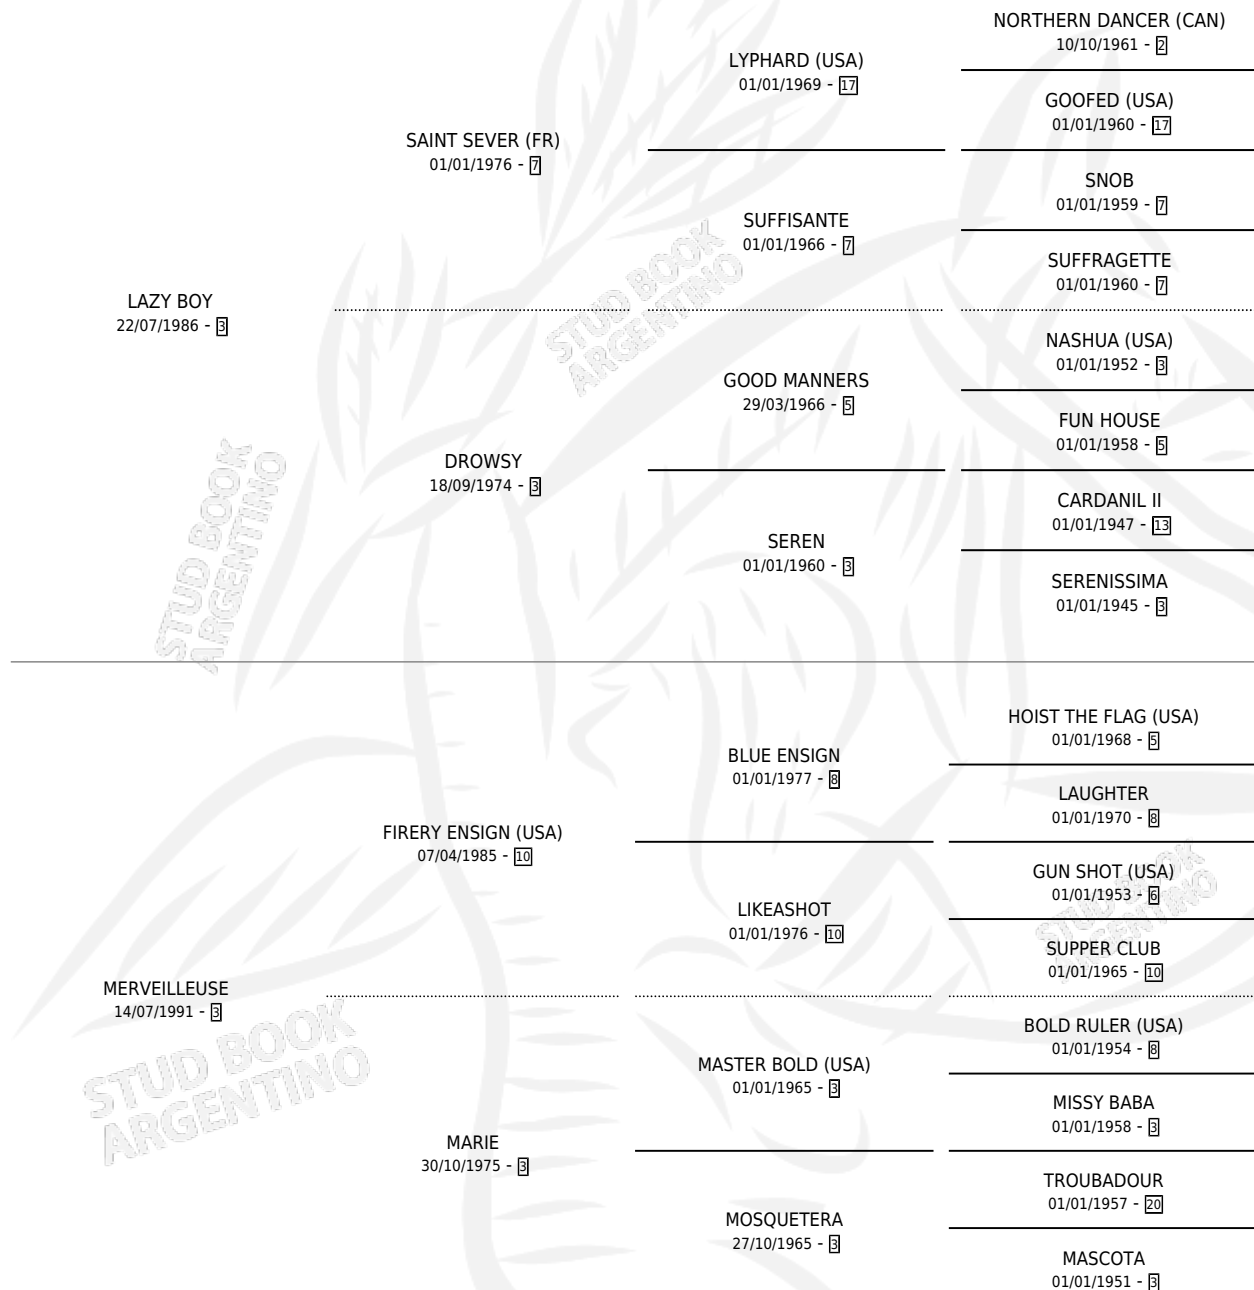 NORTHERN DANCER (CAN)
10/10/1961 - 2
LYPHARD (USA)
01/01/1969 - 17
GOOFED (USA)
01/01/1960 - 17
SAINT SEVER (FR)
01/01/1976 - 7
SNOB
01/01/1959 - 7
SUFFISANTE
01/01/1966 - 7
SUFFRAGETTE
01/01/1960 - 7
LAZY BOY
22/07/1986 - 3
STUD BOOK
ARGENTINO
NASHUA (USA)
01/01/1952 - 3
GOOD MANNERS
29/03/1966 - 5
FUN HOUSE
01/01/1958 - 5
DROWSY
18/09/1974 - 3
CARDANIL II
01/01/1947 - 13
SEREN
01/01/1960 - 3
SERENISSIMA
01/01/1945 - 3
STUD BOOK
ARGENTINO
HOIST THE FLAG (USA)
01/01/1968 - 5
BLUE ENSIGN
01/01/1977 - 8
LAUGHTER
01/01/1970 - 8
FIRERY ENSIGN (USA)
07/04/1985 - 10
GUN SHOT (USA)
01/01/1953 - 6
LIKEASHOT
01/01/1976 - 10
STUD BOOK
ARGENTINO
SUPPER CLUB
01/01/1965 - 10
MERVEILLEUSE
14/07/1991 - 3
STUD BOOK
ARGENTINO
BOLD RULER (USA)
01/01/1954 - 8
MASTER BOLD (USA)
01/01/1965 - 3
MISSY BABA
01/01/1958 - 3
MARIE
30/10/1975 - 3
TROUBADOUR
01/01/1957 - 20
MOSQUETERA
27/10/1965 - 3
MASCOTA
01/01/1951 - 3